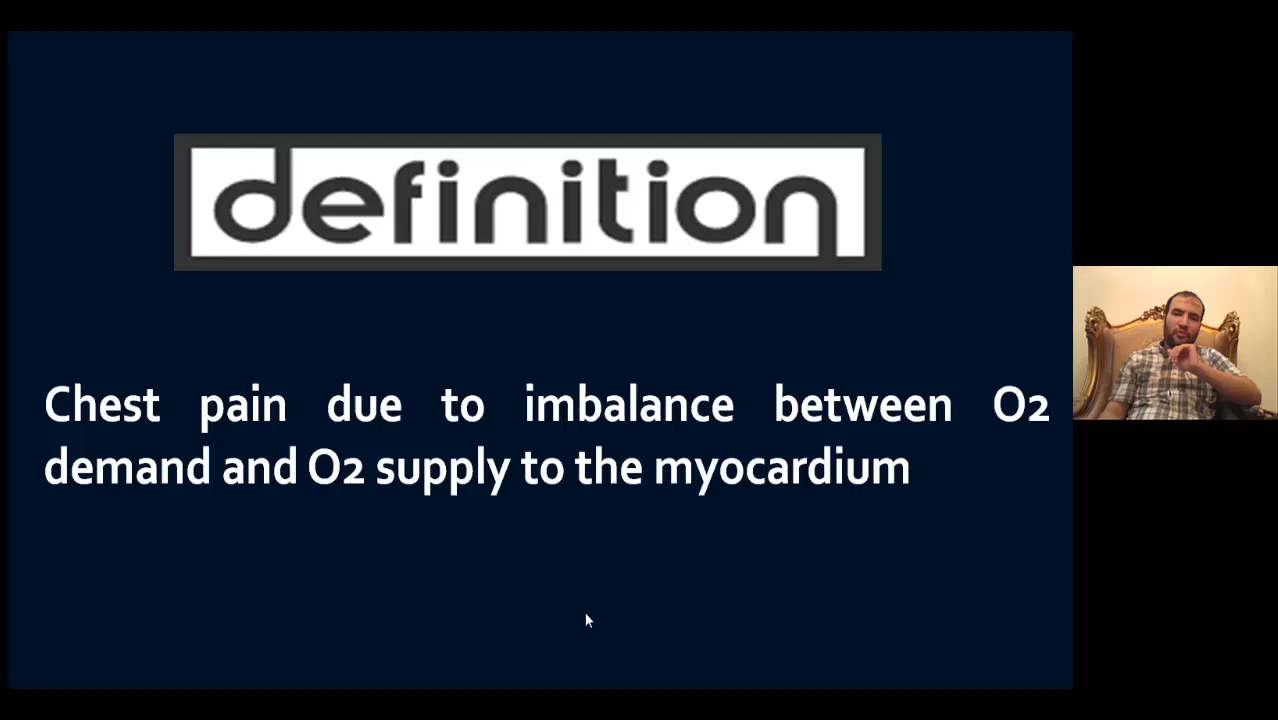 definition
Chest pain due to imbalance between O2
demand and O2 supply to the myocardium